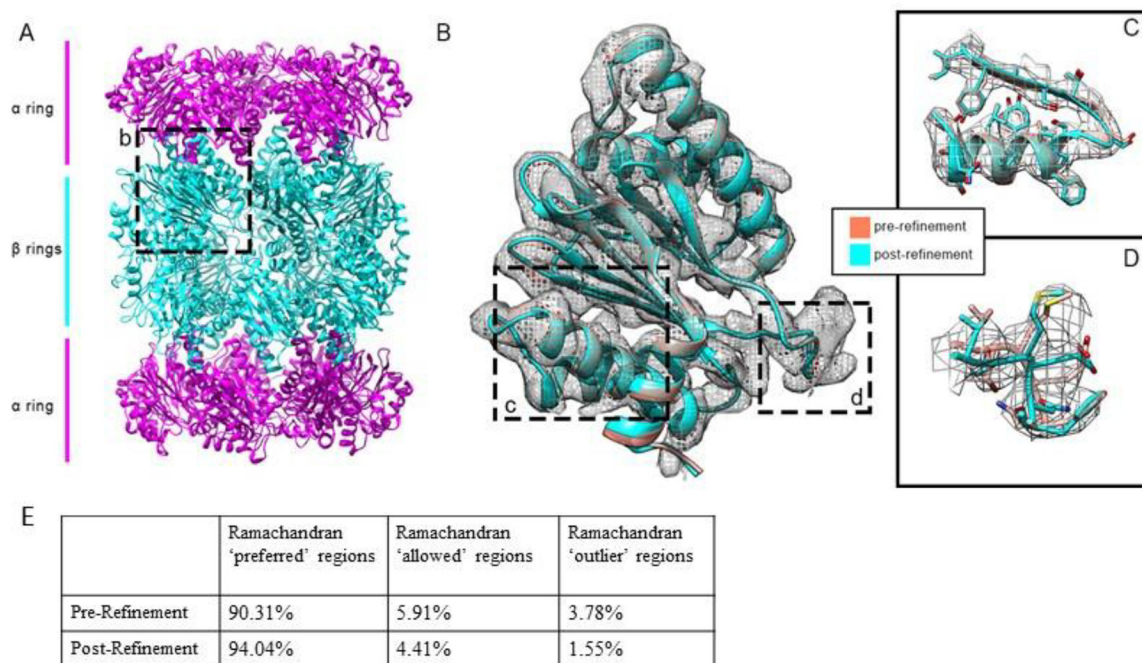 A
B
C
α ring
b
β rings
pre-refinement
post-refinement
D
c
d
α ring
E
Ramachandran ‘preferred’ regions
Ramachandran ‘allowed’ regions
Ramachandran ‘outlier’ regions
Pre-Refinement 90.31% 5.91% 3.78%
Post-Refinement 94.04% 4.41% 1.55%